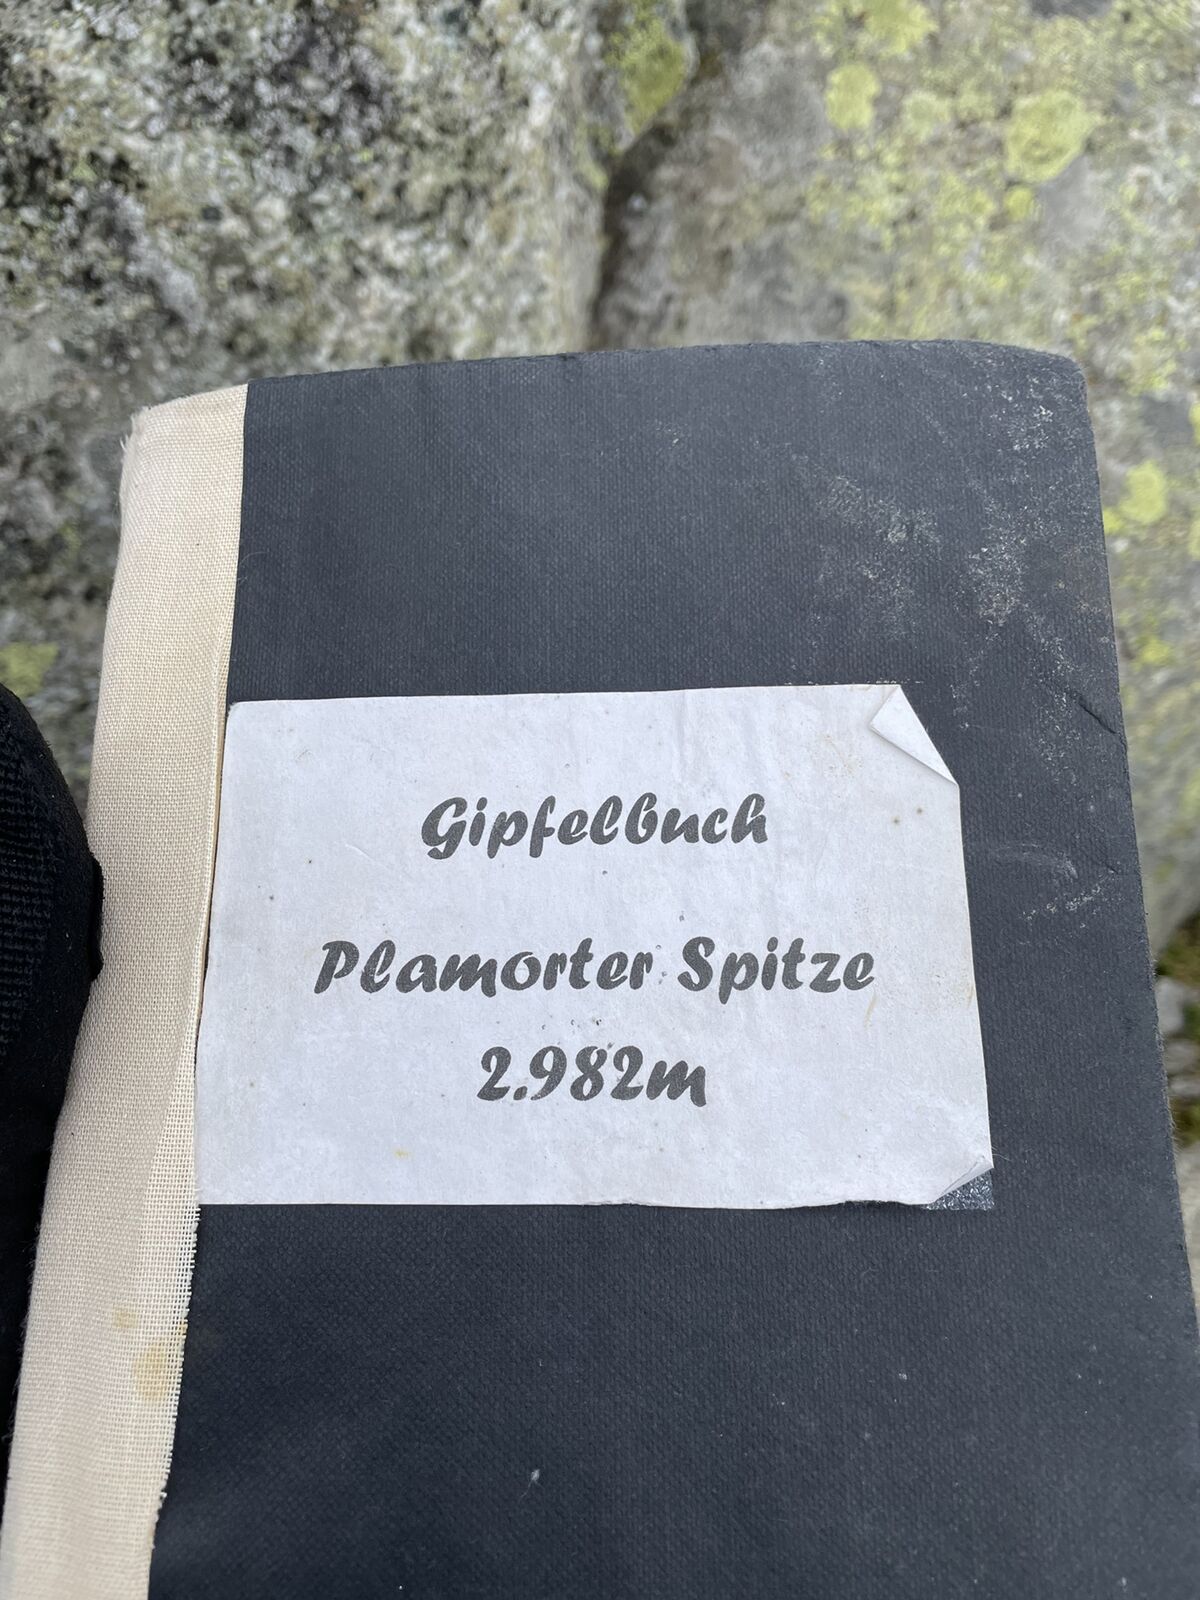 Gipfelbuch
Plamorter Spitze
2.982m